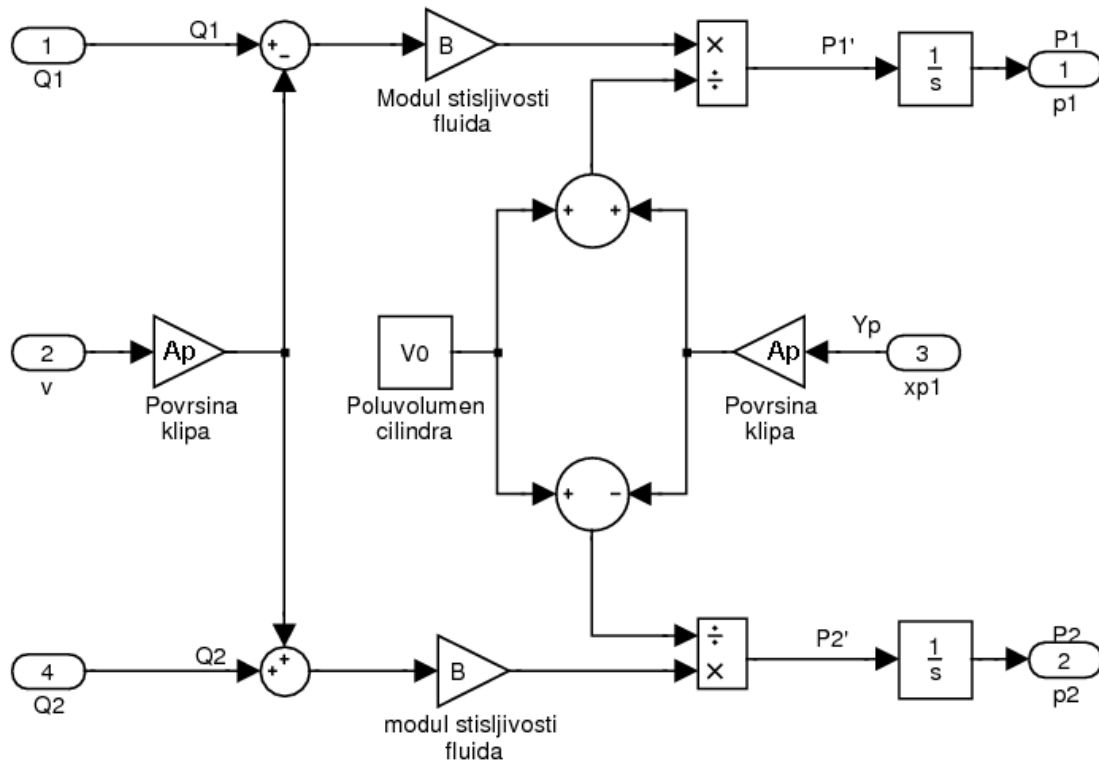 1
Q1
Q1
+
−
B
Modul stisljivosti
fluida
×
÷
P1'
1
s
P1
1
p1
+
+
2
v
Ap
Povrsina
klipa
V0
Poluvolumen
cilindra
Ap
Povrsina
klipa
Yp
3
xp1
+
−
4
Q2
Q2
+
+
B
modul stisljivosti
fluida
÷
×
P2'
1
s
P2
2
p2